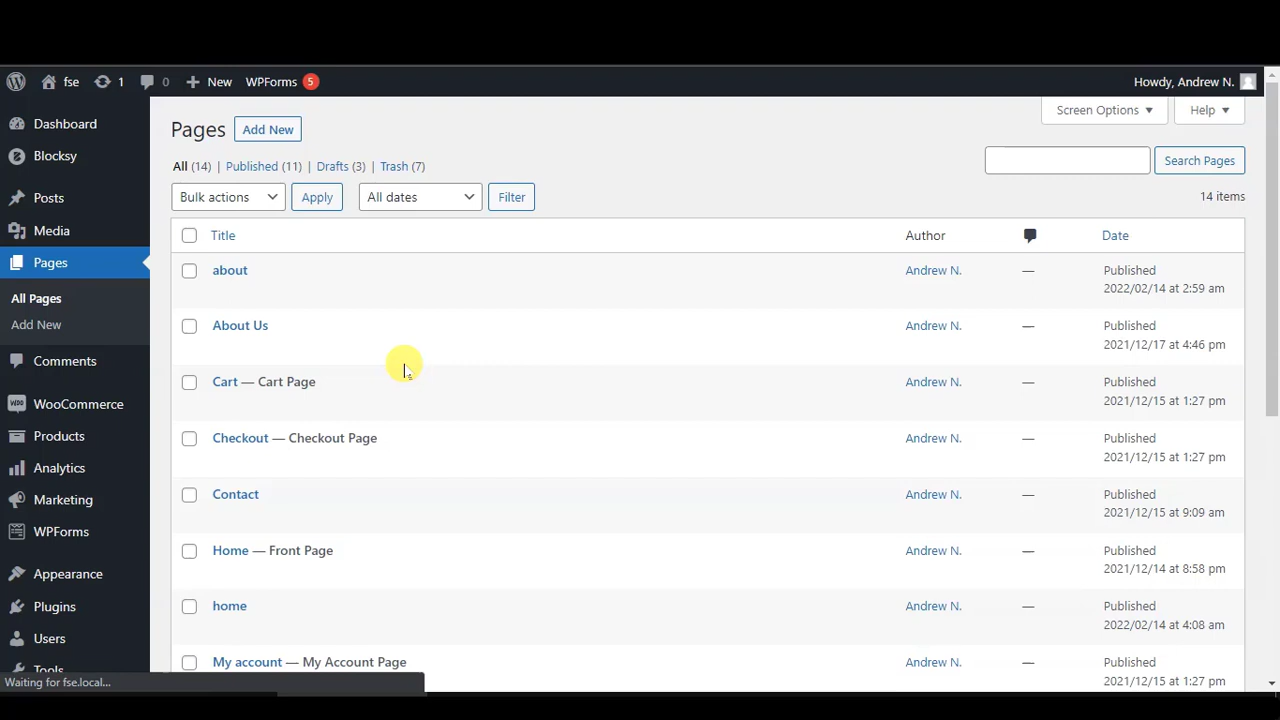 fse 1 0 New WPForms 5 Howdy, Andrew N.
Dashboard
Blocksy
Posts
Media
Pages
All Pages
Add New
Comments
WooCommerce
Products
Analytics
Marketing
WPForms
Appearance
Plugins
Users
Tools
Screen Options Help
Pages Add New
All (14) | Published (11) | Drafts (3) | Trash (7)
Search Pages
Bulk actions Apply All dates Filter 14 items
Title Author Date
about Andrew N. — Published
2022/02/14 at 2:59 am
About Us Andrew N. — Published
2021/12/17 at 4:46 pm
Cart — Cart Page Andrew N. — Published
2021/12/15 at 1:27 pm
Checkout — Checkout Page Andrew N. — Published
2021/12/15 at 1:27 pm
Contact Andrew N. — Published
2021/12/15 at 9:09 am
Home — Front Page Andrew N. — Published
2021/12/14 at 8:58 pm
home Andrew N. — Published
2022/02/14 at 4:08 am
My account — My Account Page Andrew N. — Published
2021/12/15 at 1:27 pm
Waiting for fse.local...